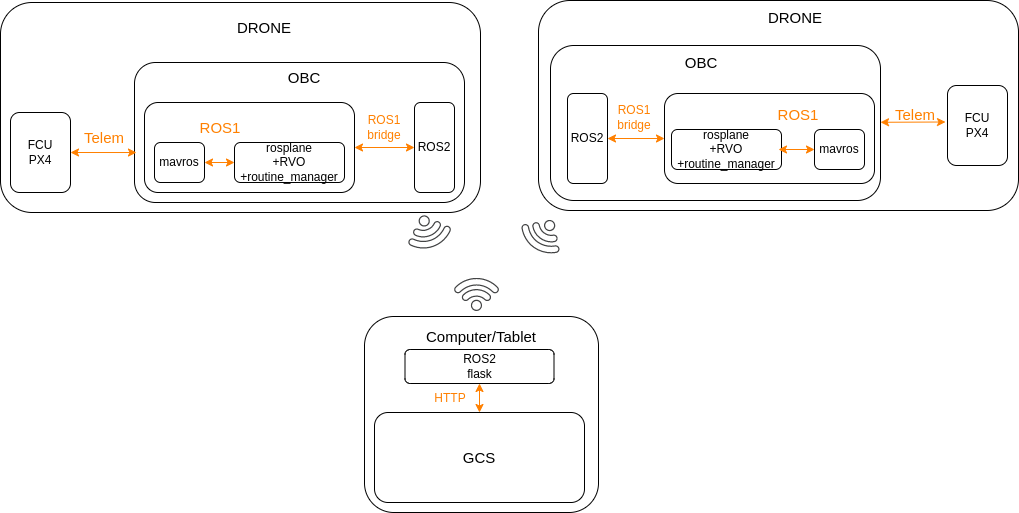 DRONE
OBC
ROS1
mavros
rosplane
+RVO
+routine_manager
ROS1
bridge
ROS2
Telem
FCU
PX4
DRONE
OBC
ROS2
ROS1
bridge
ROS1
rosplane
+RVO
+routine_manager
mavros
Telem
FCU
PX4
Computer/Tablet
ROS2
flask
HTTP
GCS